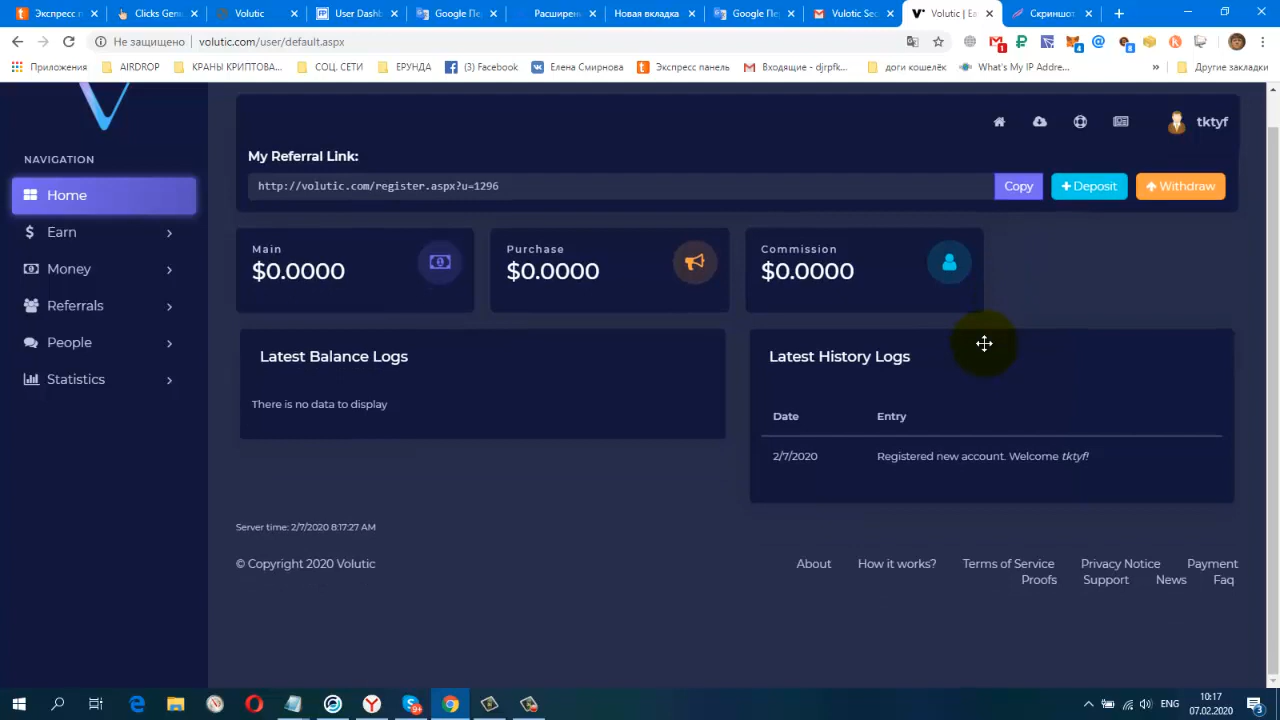 Экспресс пан
Clicks Gene
Volutic
User Dashb
Google Пер
Расширен
Новая вкладка
Google Пер
Vulotic Sec
Volutic | Ea
Скриншот
Не защищено
volutic.com/user/default.aspx
Приложения
AIRDROP
КРАНЫ КРИПТОВА...
СОЦ. СЕТИ
ЕРУНДА
(3) Facebook
Елена Смирнова
Экспресс панель
Входящие - djrpfk...
доги кошелёк
What's My IP Addre...
»
Другие закладки
NAVIGATION
Home
Earn
Money
Referrals
People
Statistics
tktyf
My Referral Link:
http://volutic.com/register.aspx?u=1296
Copy
Deposit
Withdraw
Main
$0.0000
Purchase
$0.0000
Commission
$0.0000
Latest Balance Logs
There is no data to display
Latest History Logs
Date Entry
2/7/2020 Registered new account. Welcome tktyf!
Server time: 2/7/2020 8:17:27 AM
© Copyright 2020 Volutic
About How it works? Terms of Service Privacy Notice Payment
Proofs Support News Faq
ENG
10:17
07.02.2020